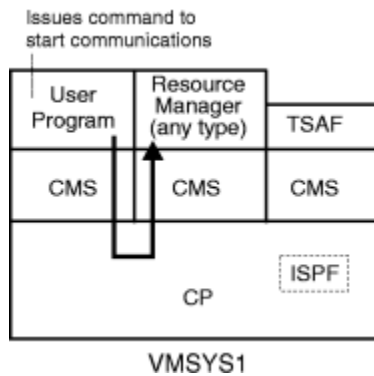 Issues command to
start communications
User
Program
Resource
Manager
(any type)
TSAF
CMS
CMS
CMS
ISPF
CP
VMSYS1